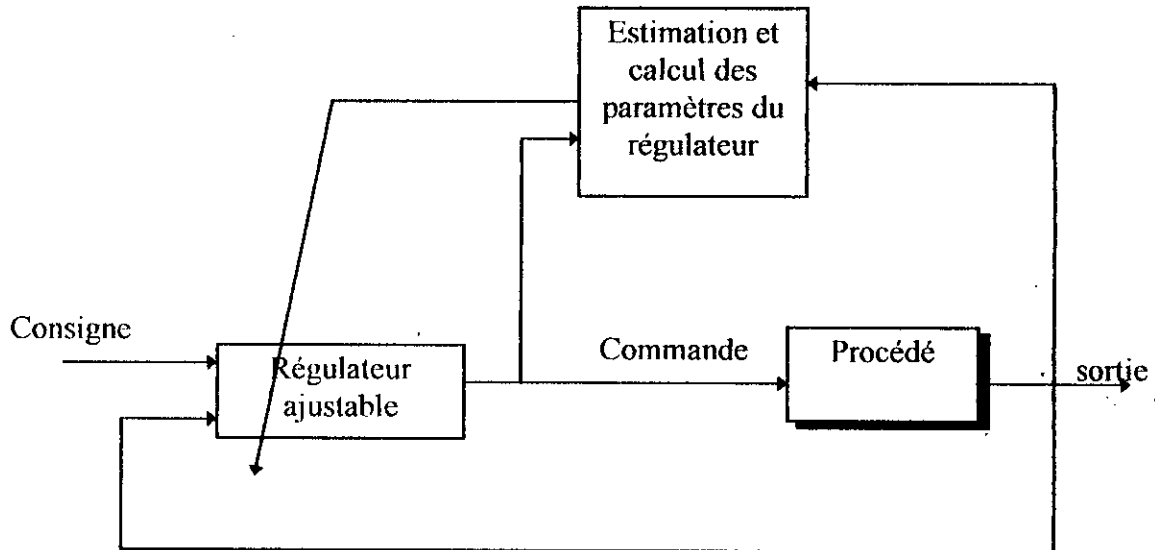 Estimation et
calcul des
paramètres du
régulateur
Consigne
Régulateur
ajustable
Commande
Procédé
sortie